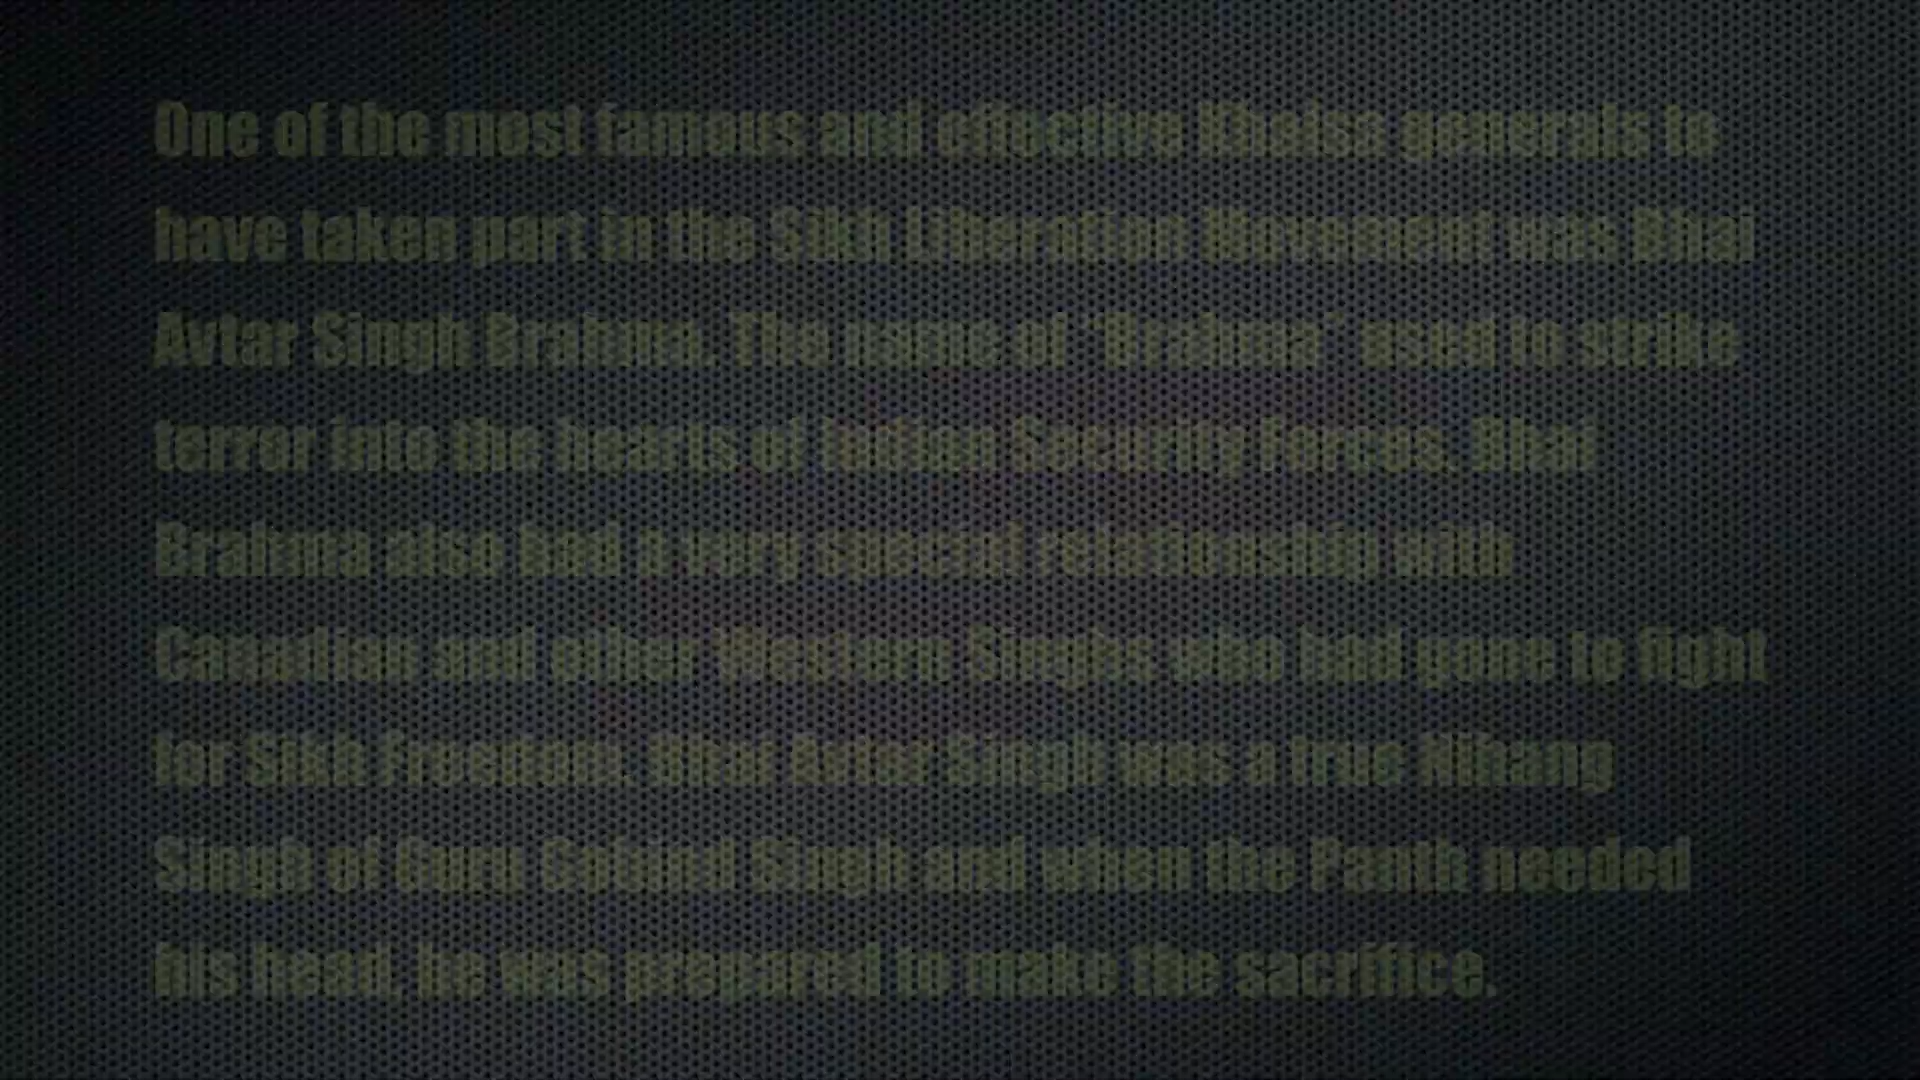 One of the most famous and effective Khalsa generals to
have taken part in the Sikh Liberation Movement was Bhai
Avtar Singh Brahma. The name of "Brahma" used to strike
terror into the hearts of Indian Security Forces. Bhai
Brahma also had a very special relationship with
Canadian and other Western Singhs who had gone to fight
for Sikh Freedom. Bhai Avtar Singh was a true Nihang
Singh of Guru Gobind Singh and when the Panth needed
his head, he was prepared to make the sacrifice.